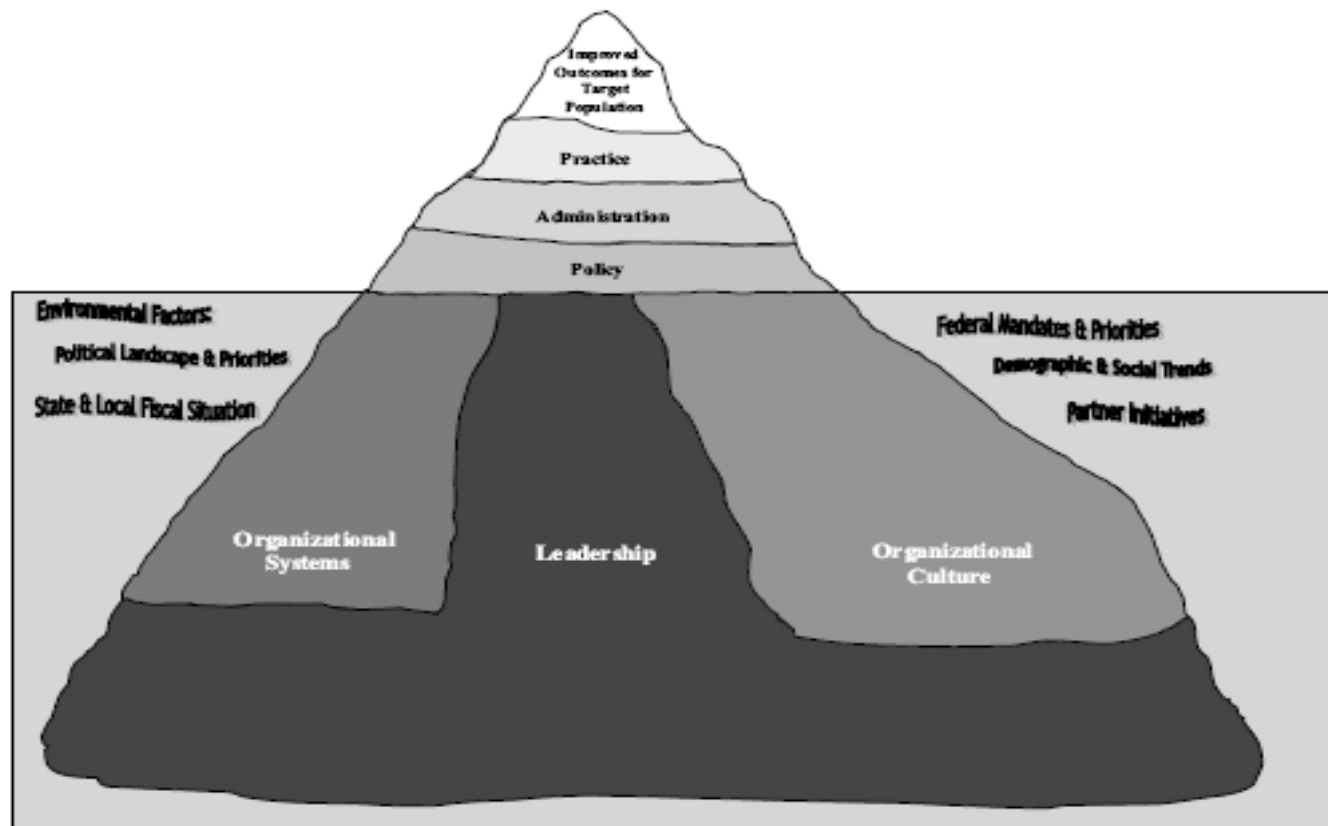 Improved
Outcomes for
Target
Population
Practice
Administration
Policy
Environmental Factors:
Political Landscape & Priorities
State & Local Fiscal Situation
Federal Mandates & Priorities
Demographic & Social Trends
Partner Initiatives
Organizational
Systems
Leadership
Organizational
Culture